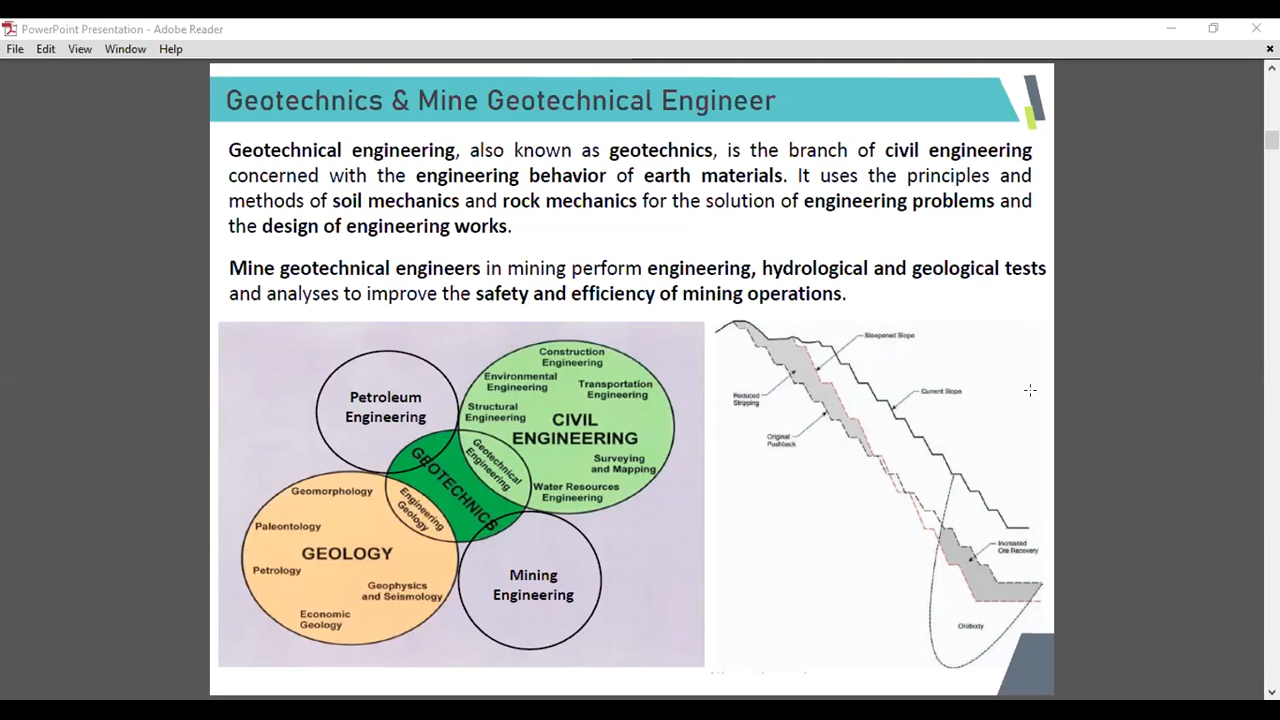 PowerPoint Presentation - Adobe Reader
File Edit View Window Help
Geotechnics & Mine Geotechnical Engineer
Geotechnical engineering, also known as geotechnics, is the branch of civil engineering
concerned with the engineering behavior of earth materials. It uses the principles and
methods of soil mechanics and rock mechanics for the solution of engineering problems and
the design of engineering works.
Mine geotechnical engineers in mining perform engineering, hydrological and geological tests
and analyses to improve the safety and efficiency of mining operations.
Petroleum
Engineering
Construction
Engineering
Environmental
Engineering
Transportation
Engineering
Structural
Engineering
CIVIL
ENGINEERING
Surveying
and Mapping
Water Resources
Engineering
Geotechnical
Engineering
GEOTECHNICS
Engineering
Geology
Geomorphology
Paleontology
GEOLOGY
Petrology
Geophysics
and Seismology
Economic
Geology
Mining
Engineering
Steepened Slope
Current Slope
Reduced
Stripping
Original
Pushback
Increased
Ore Recovery
Orebody